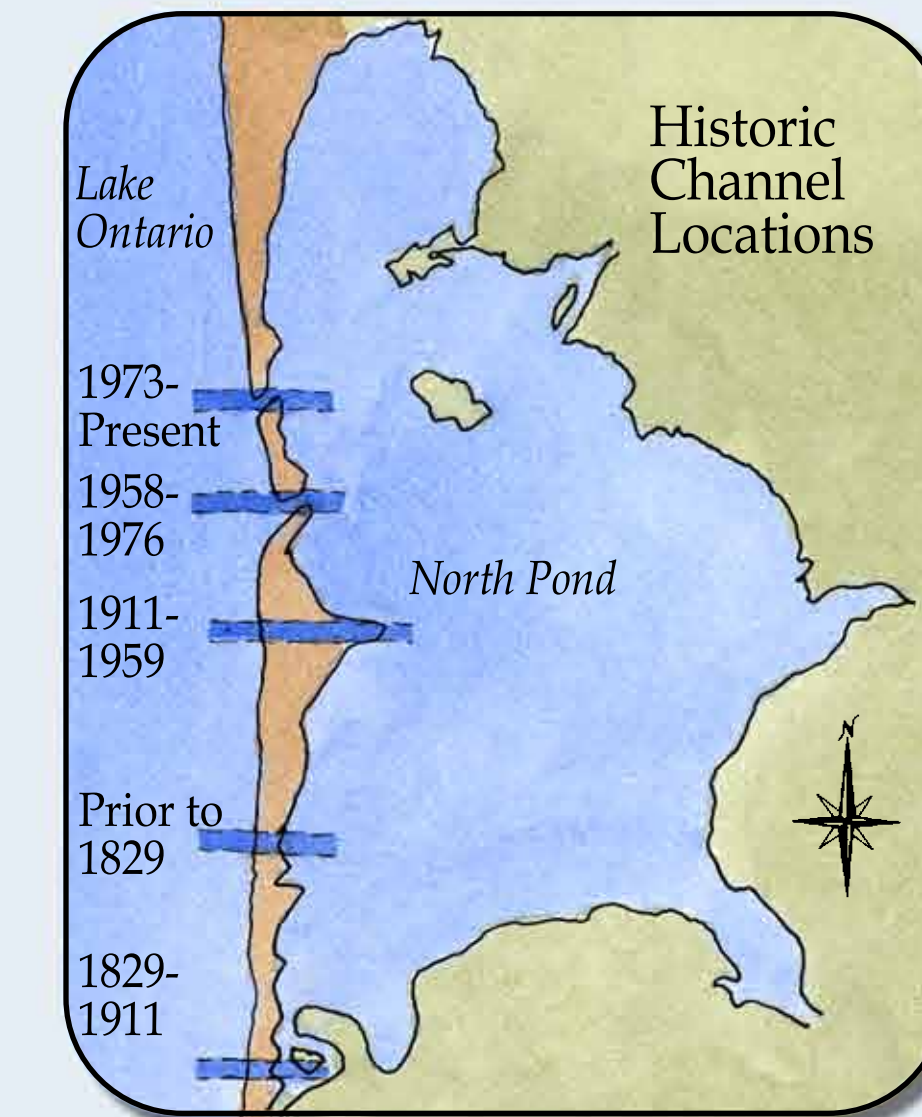 Historic
Channel
Locations
Lake
Ontario
1973-
Present
1958-
1976
North Pond
1911-
1959
N
Prior to
1829
1829-
1911